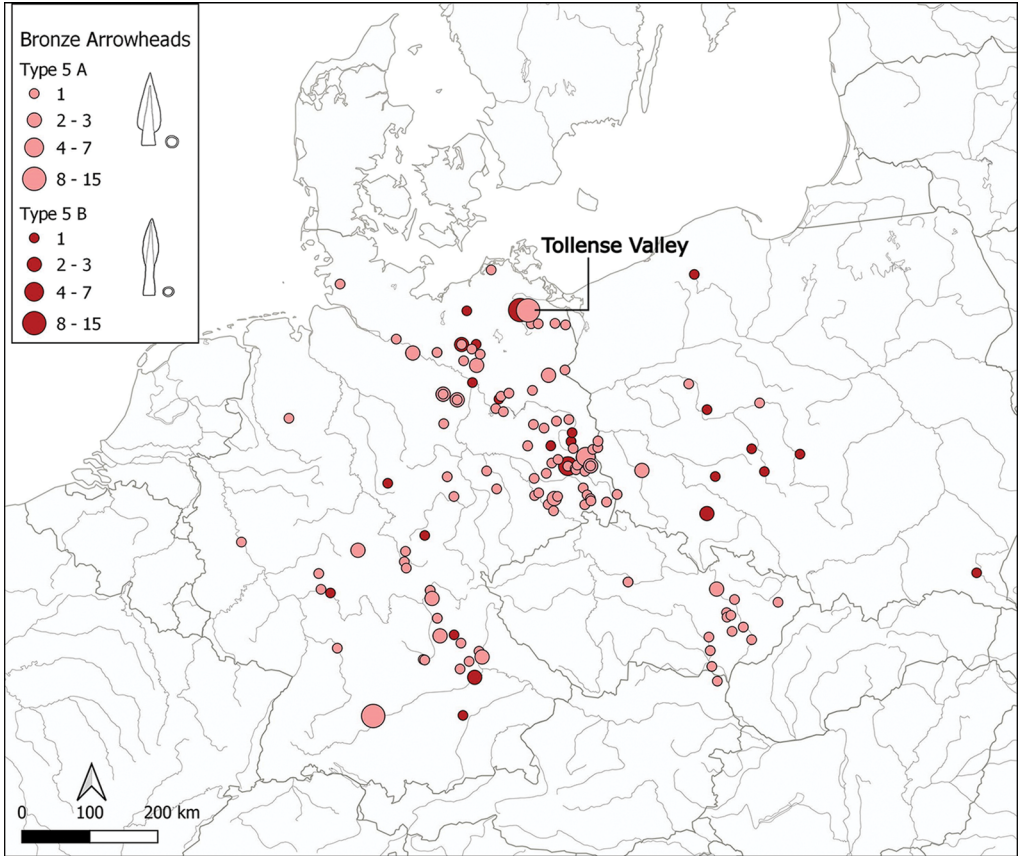 Bronze Arrowheads
Type 5 A
1
2 - 3
4 - 7
8 - 15
Type 5 B
1
2 - 3
4 - 7
8 - 15
Tollense Valley
0 100 200 km